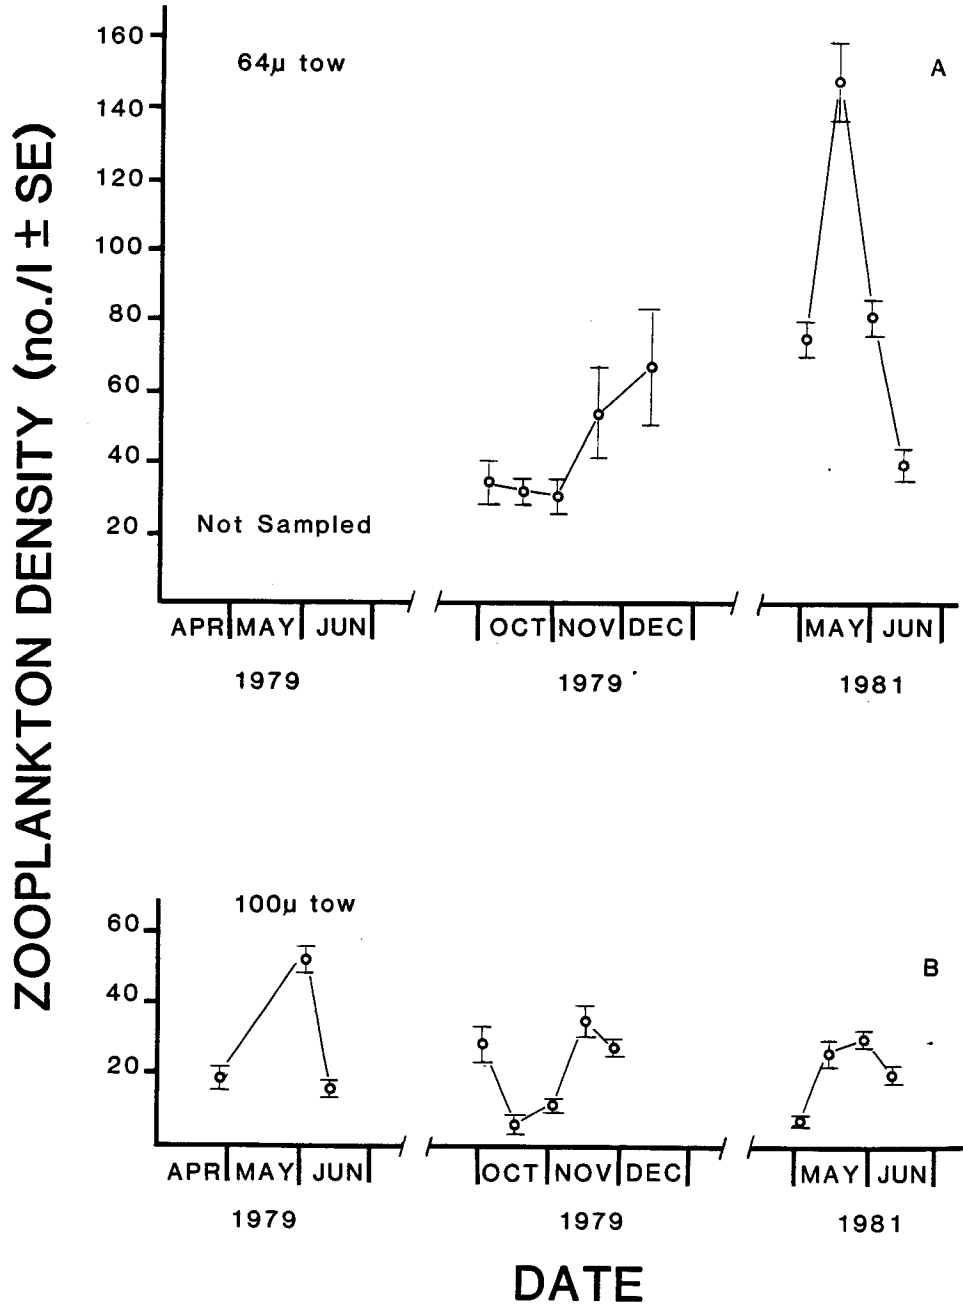 ZOOPLANKTON DENSITY (no./l ± SE)
64µ tow
A
160
140
120
100
80
60
40
20
Not Sampled
APR MAY JUN
OCT NOV DEC
MAY JUN
1979
1979
1981
100µ tow
B
60
40
20
APR MAY JUN
OCT NOV DEC
MAY JUN
1979
1979
1981
DATE